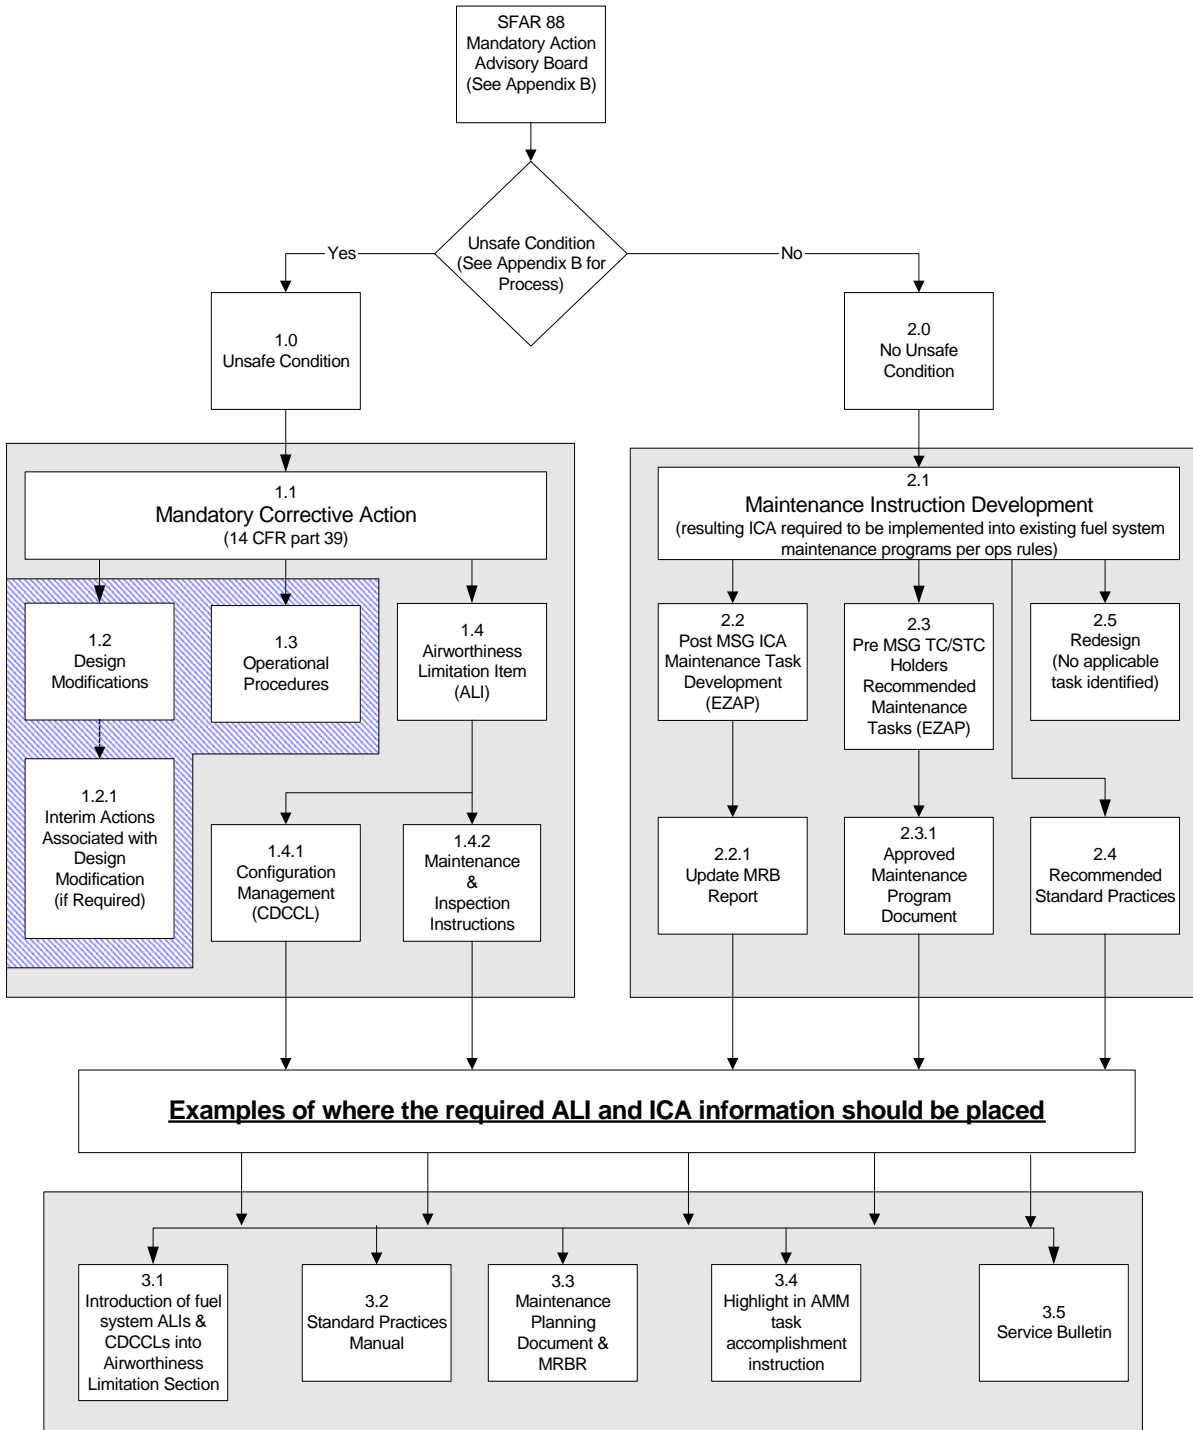 SFAR 88
Mandatory Action
Advisory Board
(See Appendix B)
Unsafe Condition
(See Appendix B for
Process)
Yes
No
1.0
Unsafe Condition
2.0
No Unsafe
Condition
1.1
Mandatory Corrective Action
(14 CFR part 39)
2.1
Maintenance Instruction Development
(resulting ICA required to be implemented into existing fuel system
maintenance programs per ops rules)
1.2
Design
Modifications
1.3
Operational
Procedures
1.4
Airworthiness
Limitation Item
(ALI)
2.2
Post MSG ICA
Maintenance Task
Development
(EZAP)
2.3
Pre MSG TC/STC
Holders
Recommended
Maintenance
Tasks (EZAP)
2.5
Redesign
(No applicable
task identified)
1.2.1
Interim Actions
Associated with
Design
Modification
(if Required)
1.4.1
Configuration
Management
(CDCCL)
1.4.2
Maintenance
&
Inspection
Instructions
2.2.1
Update MRB
Report
2.3.1
Approved
Maintenance
Program
Document
2.4
Recommended
Standard Practices
Examples of where the required ALI and ICA information should be placed
3.1
Introduction of fuel
system ALIs &
CDCCLs into
Airworthiness
Limitation Section
3.2
Standard Practices
Manual
3.3
Maintenance
Planning
Document &
MRBR
3.4
Highlight in AMM
task
accomplishment
instruction
3.5
Service Bulletin